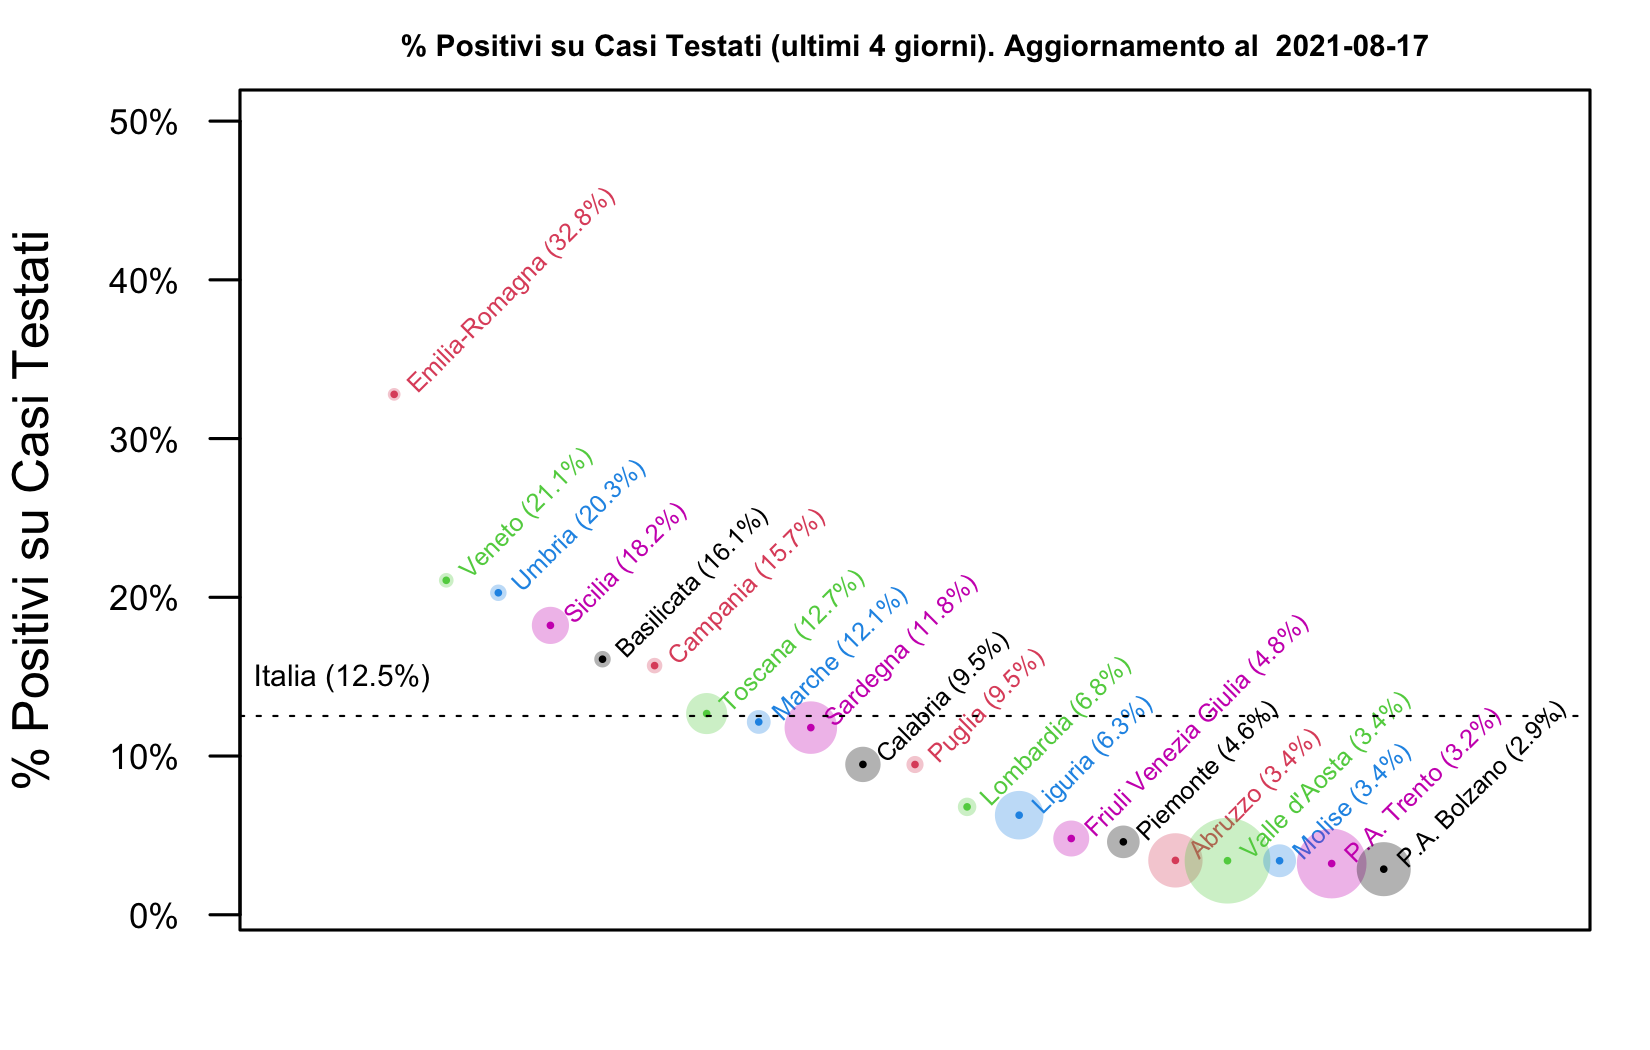 % Positivi su Casi Testati (ultimi 4 giorni). Aggiornamento al  2021-08-17
% Positivi su Casi Testati
50%
40%
30%
20%
10%
0%
Italia (12.5%)
Emilia-Romagna (32.8%)
Veneto (21.1%)
Umbria (20.3%)
Sicilia (18.2%)
Basilicata (16.1%)
Campania (15.7%)
Toscana (12.7%)
Marche (12.1%)
Sardegna (11.8%)
Calabria (9.5%)
Puglia (9.5%)
Lombardia (6.8%)
Liguria (6.3%)
Friuli Venezia Giulia (4.8%)
Piemonte (4.6%)
Abruzzo (3.4%)
Valle d'Aosta (3.4%)
Molise (3.4%)
P.A. Trento (3.2%)
P.A. Bolzano (2.9%)